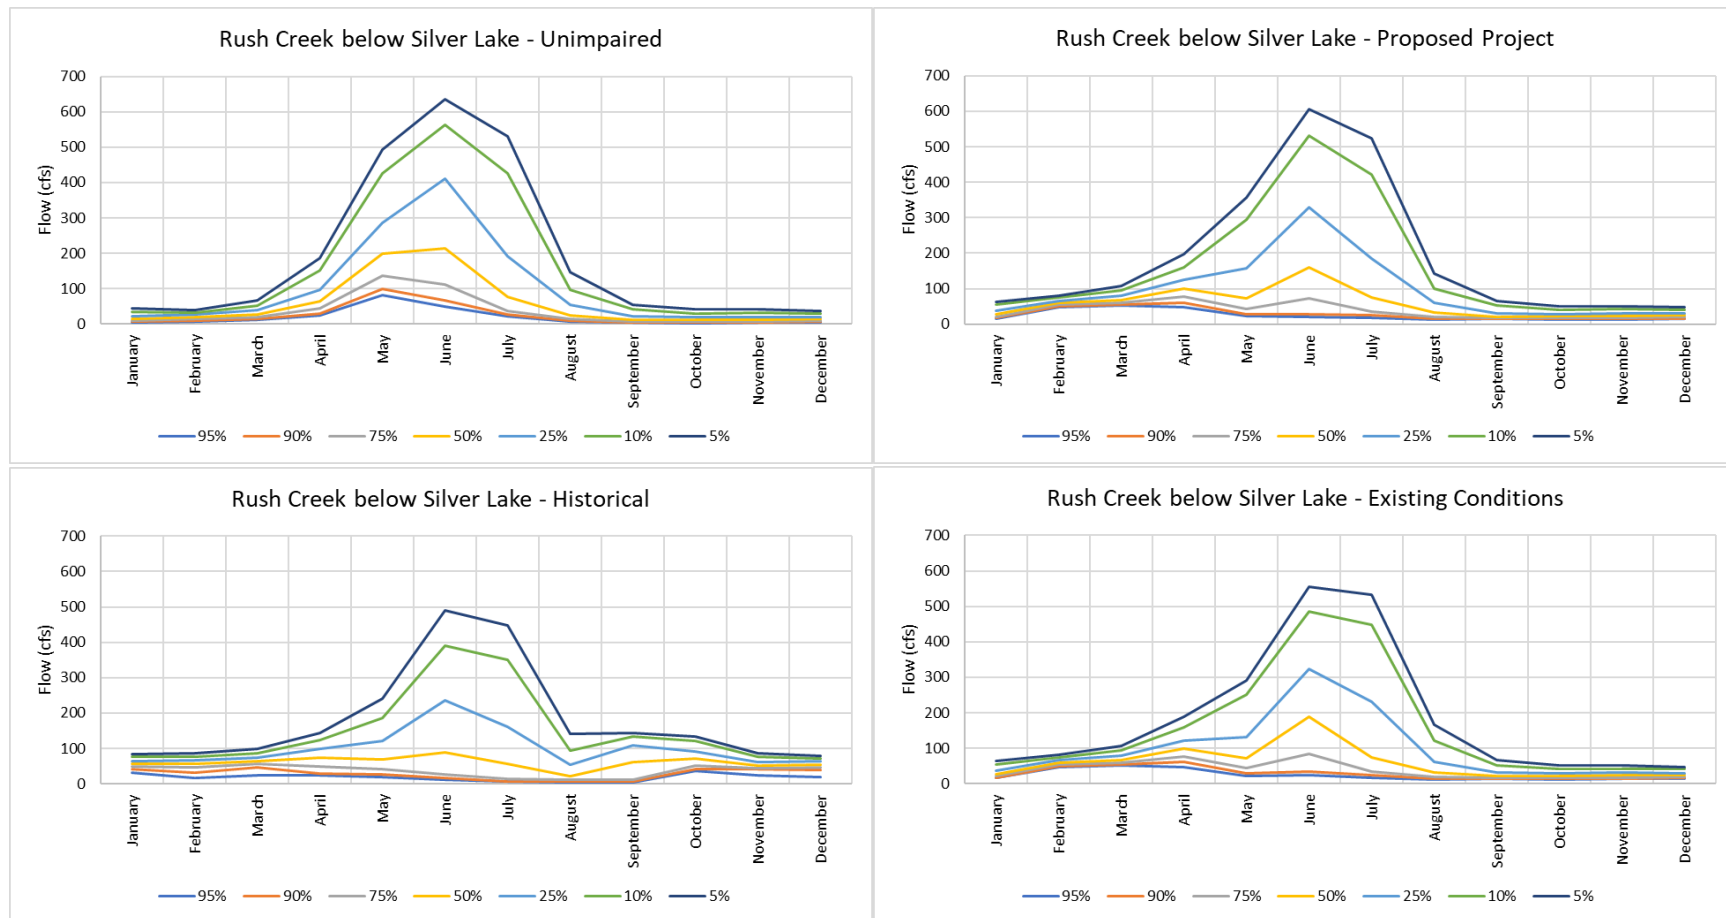 Rush Creek below Silver Lake - Unimpaired
700
600
500
400
300
200
100
0
Flow (cfs)
January
February
March
April
May
June
July
August
September
October
November
December
95% 90% 75% 50% 25% 10% 5%
Rush Creek below Silver Lake - Proposed Project
700
600
500
400
300
200
100
0
Flow (cfs)
January
February
March
April
May
June
July
August
September
October
November
December
95% 90% 75% 50% 25% 10% 5%
Rush Creek below Silver Lake - Historical
700
600
500
400
300
200
100
0
Flow (cfs)
January
February
March
April
May
June
July
August
September
October
November
December
95% 90% 75% 50% 25% 10% 5%
Rush Creek below Silver Lake - Existing Conditions
700
600
500
400
300
200
100
0
Flow (cfs)
January
February
March
April
May
June
July
August
September
October
November
December
95% 90% 75% 50% 25% 10% 5%